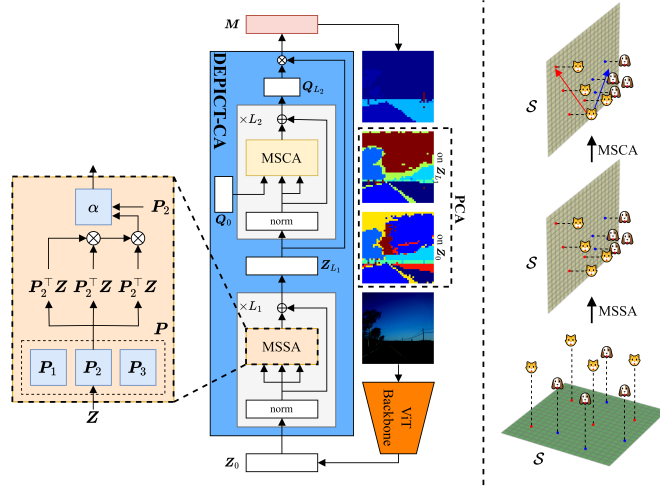 M
DEPICT-CA
Q_{L_2}
×L_2
MSCA
Q_0
norm
Z_{L_1}
×L_1
MSSA
norm
Z_0
α
P_2
P_2^⊤Z P_2^⊤Z P_2^⊤Z
P
P_1 P_2 P_3
Z
on Z_{L_1}
on Z_0
PCA
ViT
Backbone
S
MSCA
S
MSSA
S